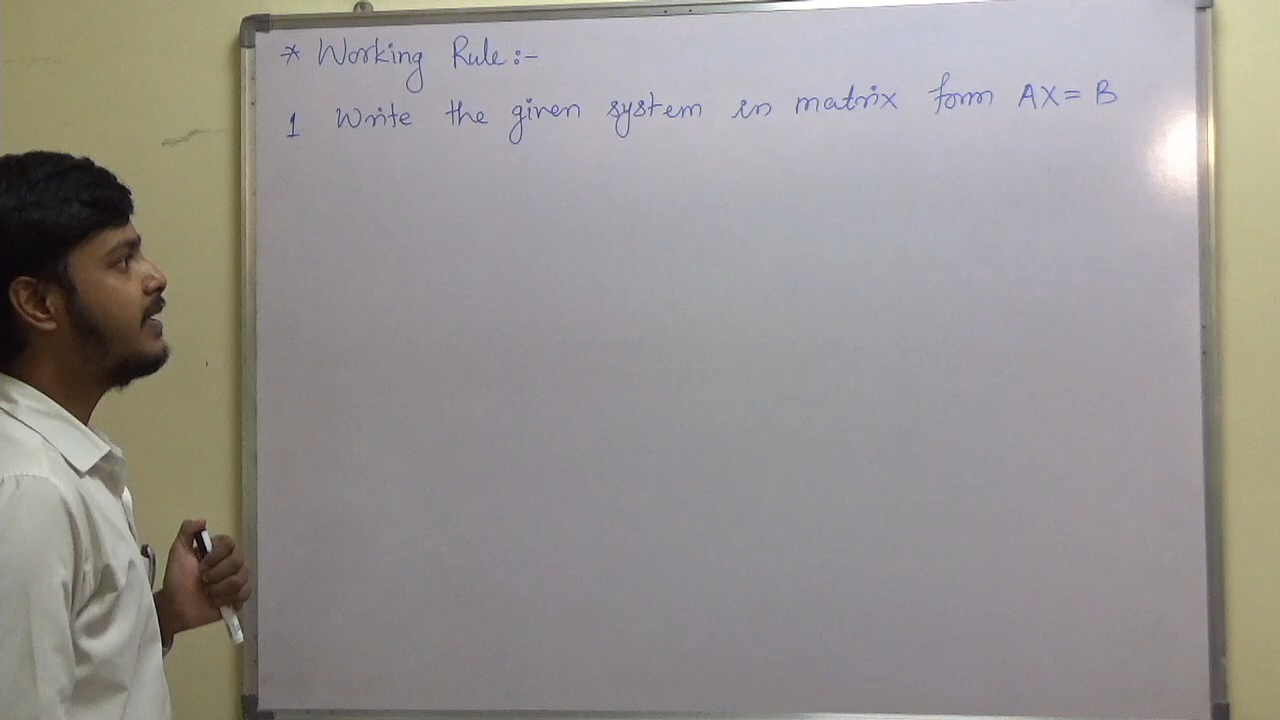 * Working Rule:-
1 Write the given system in matrix form AX = B